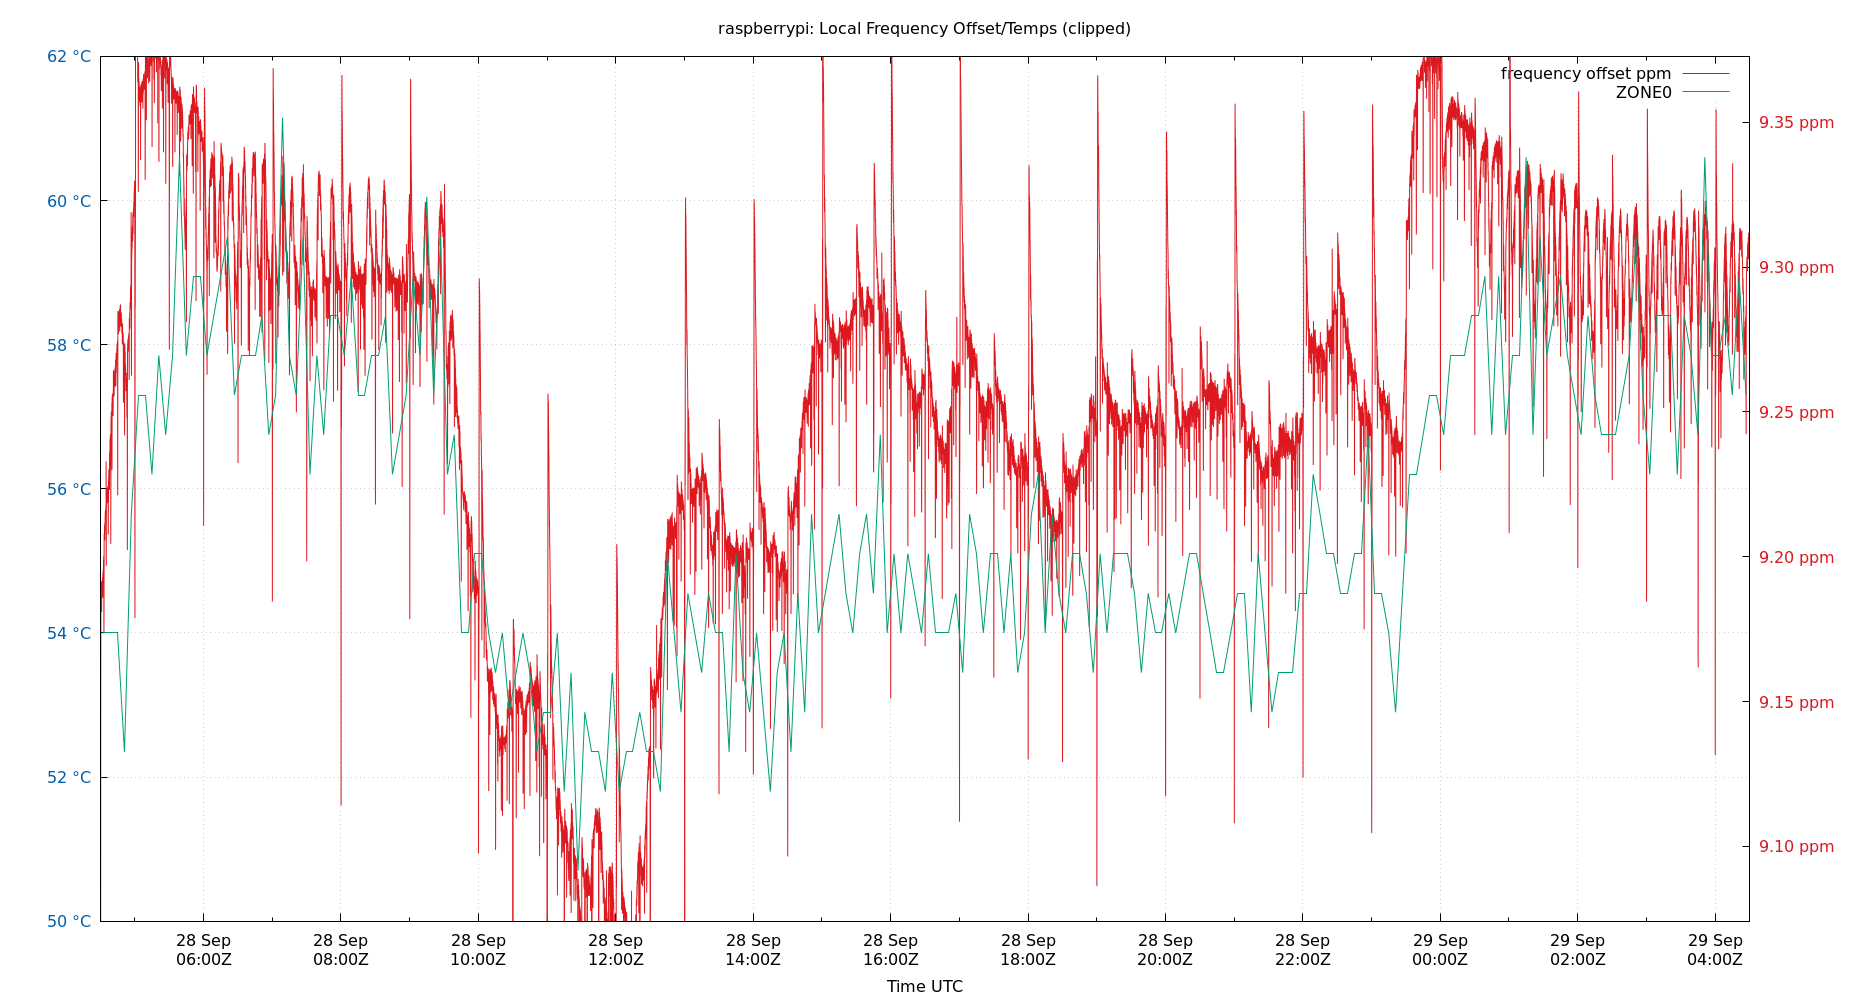 raspberrypi: Local Frequency Offset/Temps (clipped)
62 °C
frequency offset ppm
ZONE0
9.35 ppm
60 °C
9.30 ppm
58 °C
9.25 ppm
56 °C
9.20 ppm
54 °C
9.15 ppm
52 °C
9.10 ppm
50 °C
28 Sep 28 Sep 28 Sep 28 Sep 28 Sep 28 Sep 28 Sep 28 Sep 28 Sep 29 Sep 29 Sep 29 Sep
06:00Z 08:00Z 10:00Z 12:00Z 14:00Z 16:00Z 18:00Z 20:00Z 22:00Z 00:00Z 02:00Z 04:00Z
Time UTC